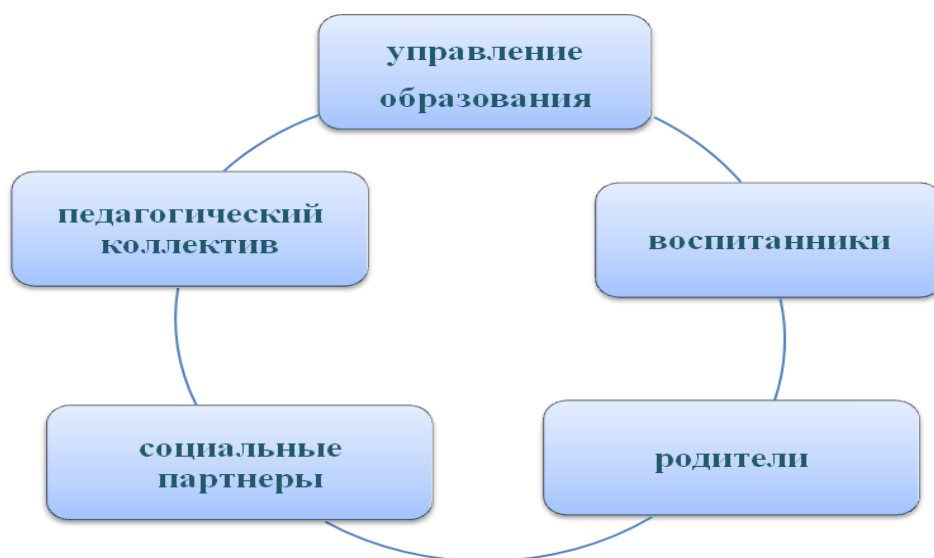 управление
образования
педагогический
коллектив
воспитанники
социальные
партнеры
родители